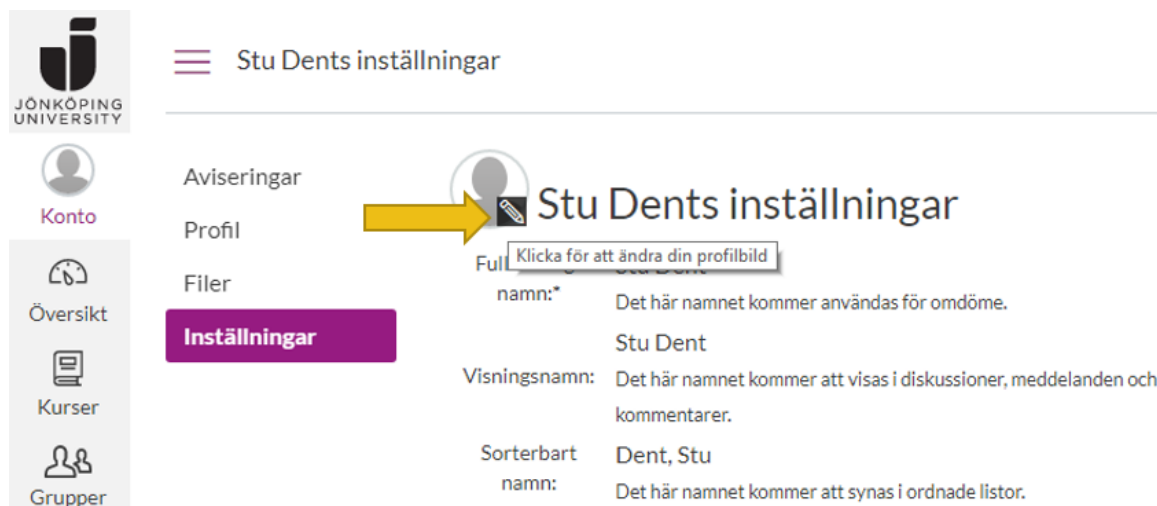 JÖNKÖPING
UNIVERSITY
Konto
Översikt
Kurser
Grupper
Stu Dents inställningar
Aviseringar
Profil
Filer
Inställningar
Stu Dents inställningar
Klicka för att ändra din profilbild
namn:*
Det här namnet kommer användas för omdöme.
Stu Dent
Visningsnamn:
Det här namnet kommer att visas i diskussioner, meddelanden och
kommentarer.
Sorterbart
namn:
Dent, Stu
Det här namnet kommer att synas i ordnade listor.